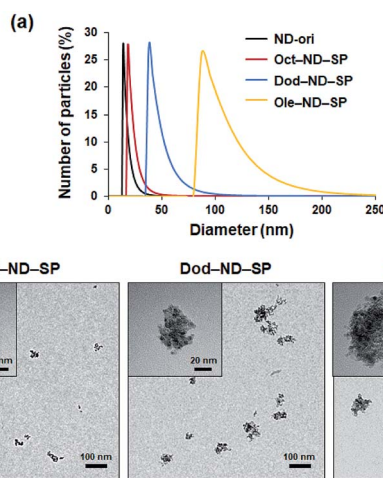 (a)
Number of particles (%)
30
25
20
15
10
5
0
ND-ori
Oct–ND–SP
Dod–ND–SP
Ole–ND–SP
0 50 100 150 200 250
Diameter (nm)
–ND–SP
Dod–ND–SP
nm
20 nm
100 nm
100 nm